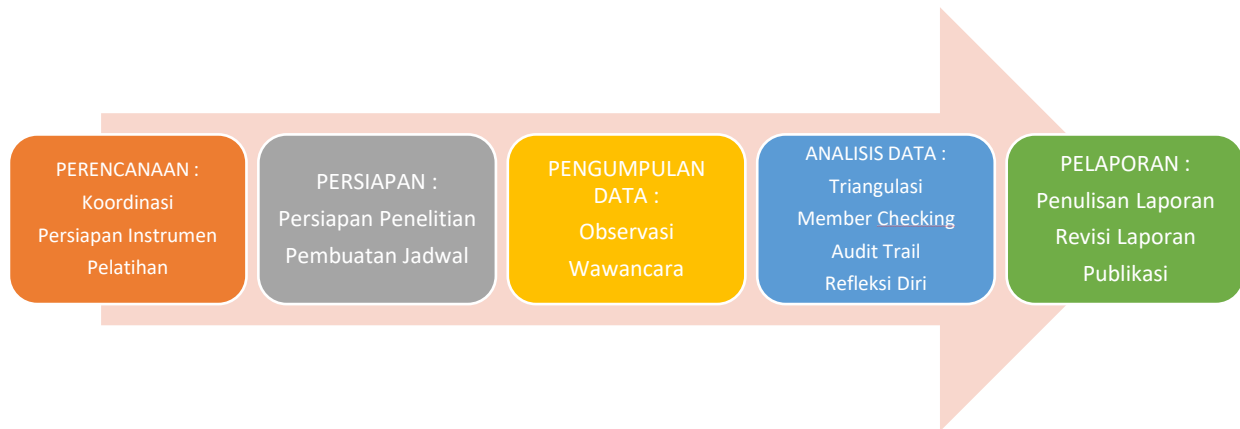 PERENCANAAN :
Koordinasi
Persiapan Instrumen
Pelatihan
PERSIAPAN :
Persiapan Penelitian
Pembuatan Jadwal
PENGUMPULAN
DATA :
Observasi
Wawancara
ANALISIS DATA :
Triangulasi
Member Checking
Audit Trail
Refleksi Diri
PELAPORAN :
Penulisan Laporan
Revisi Laporan
Publikasi